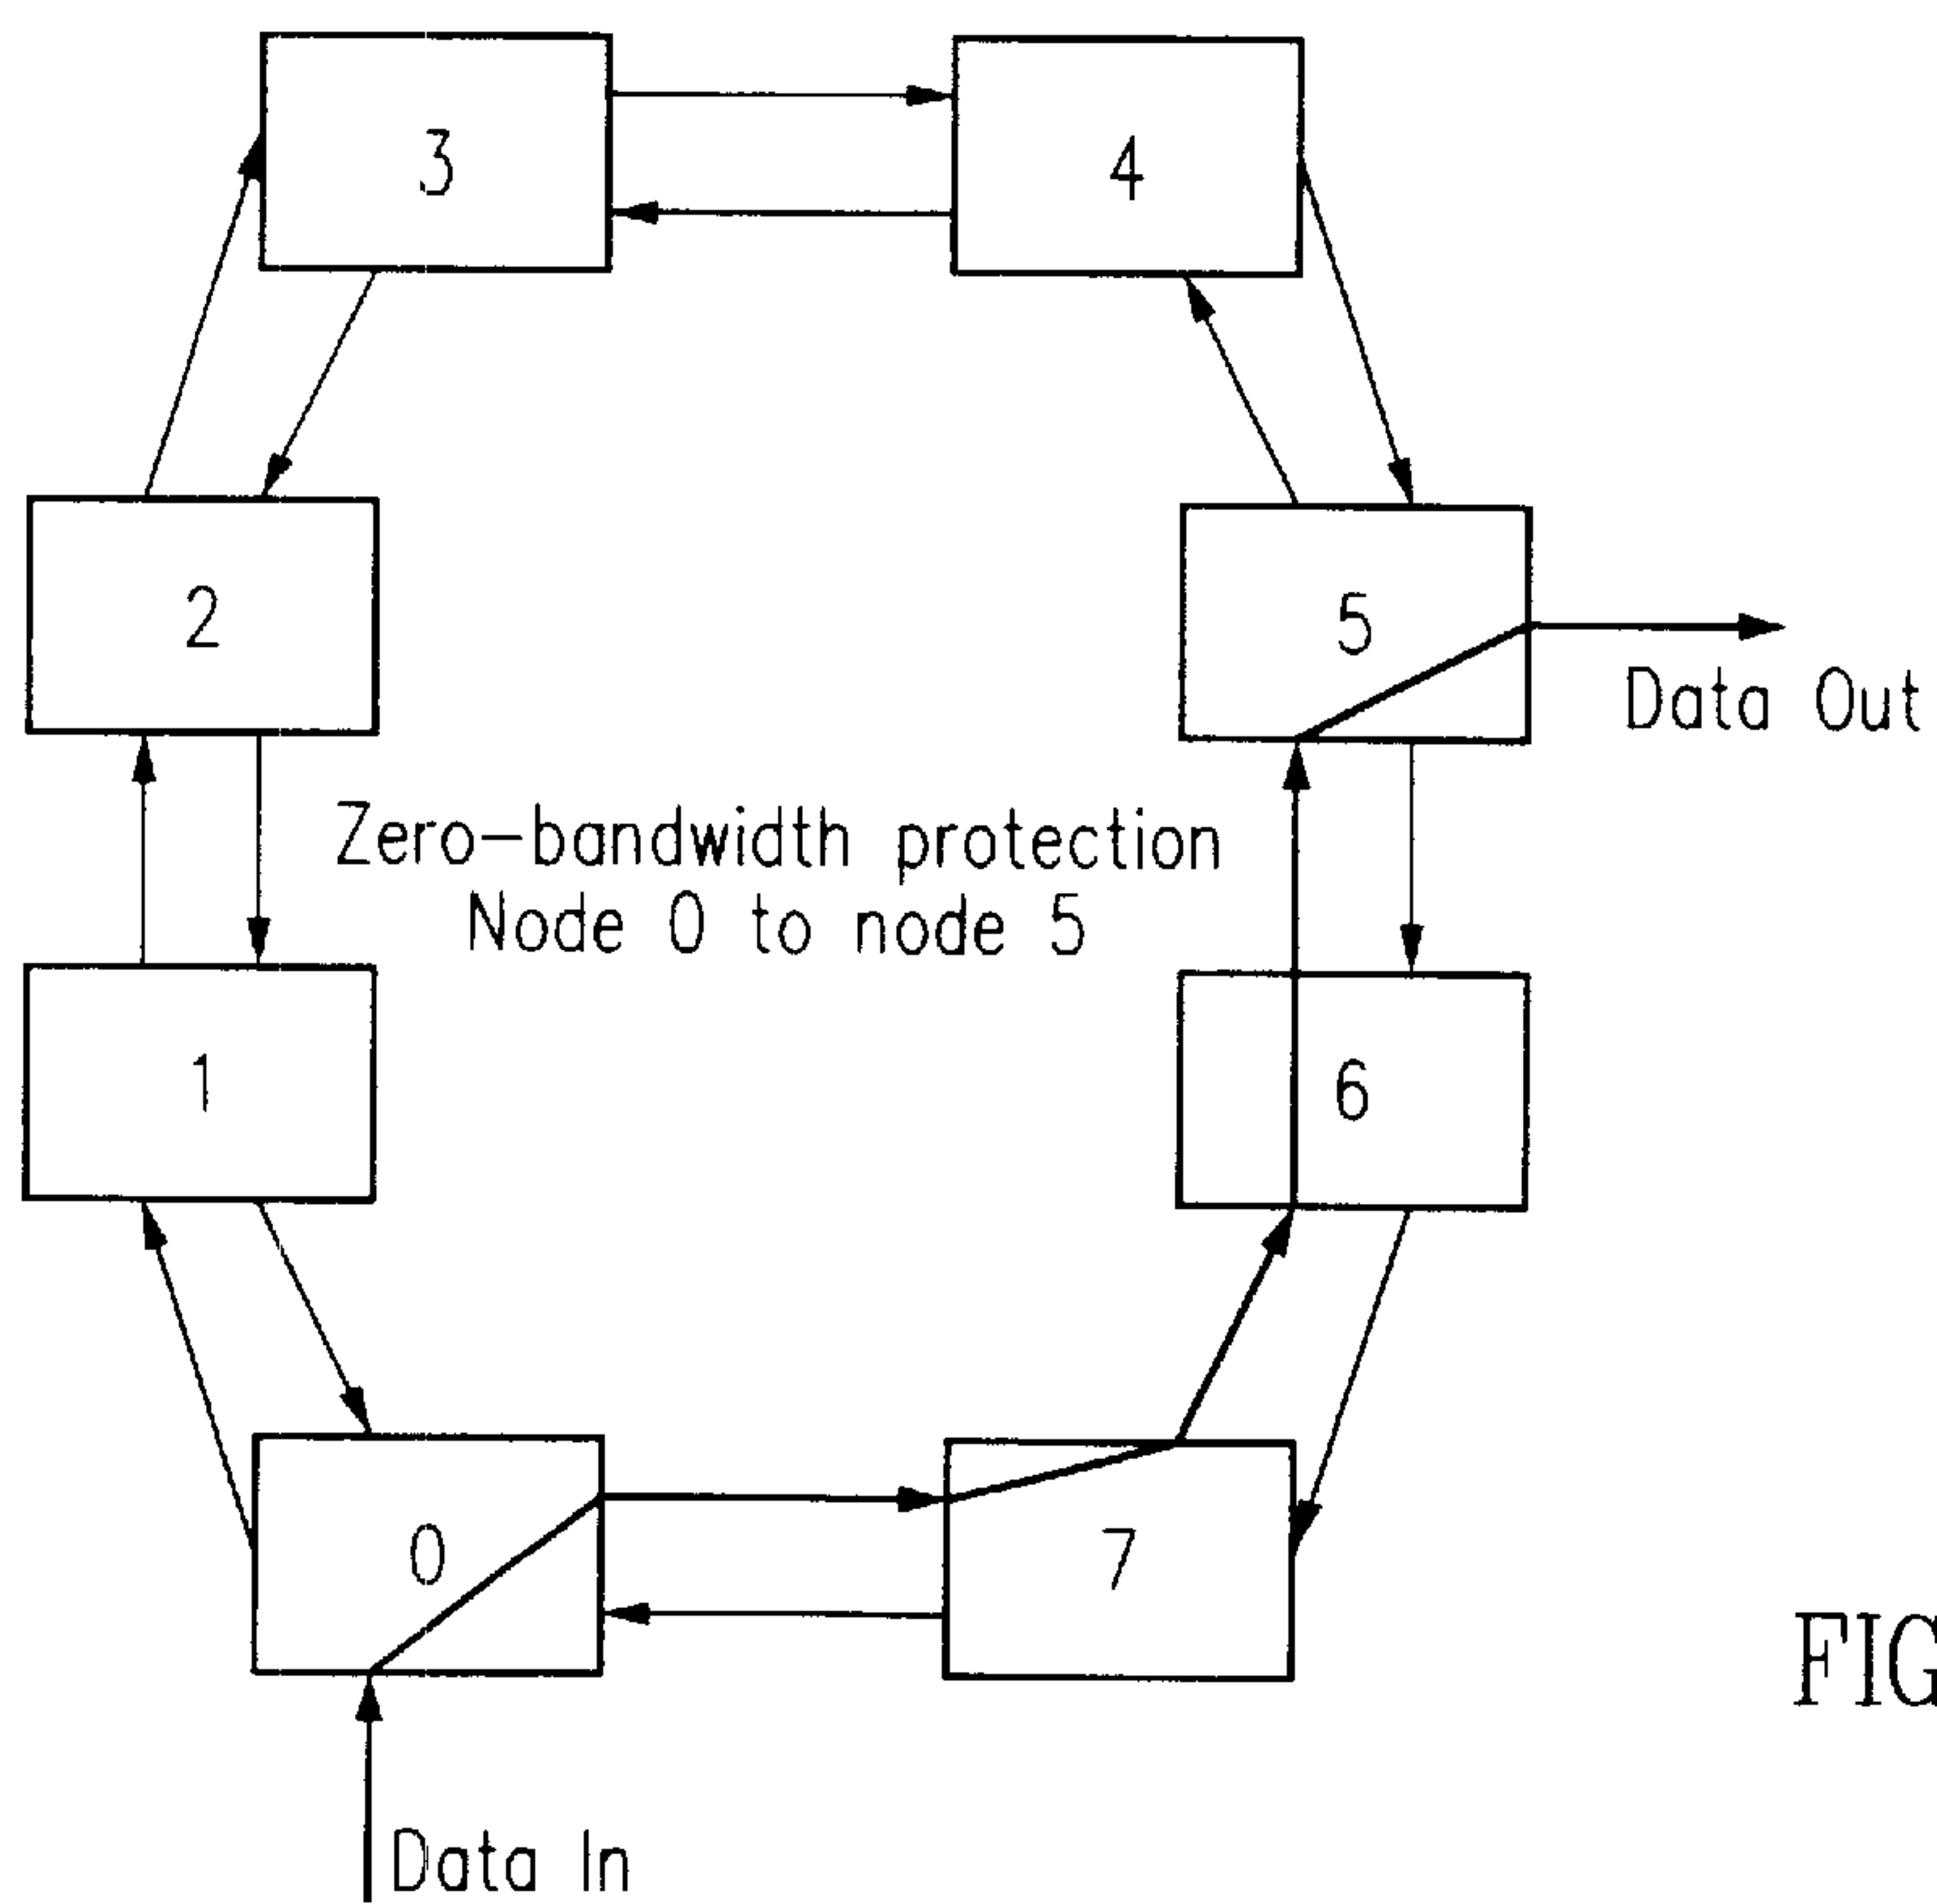 3
4
2
5
Data Out
Zero-bandwidth protection
Node 0 to node 5
1
6
0
7
FIG
Data In